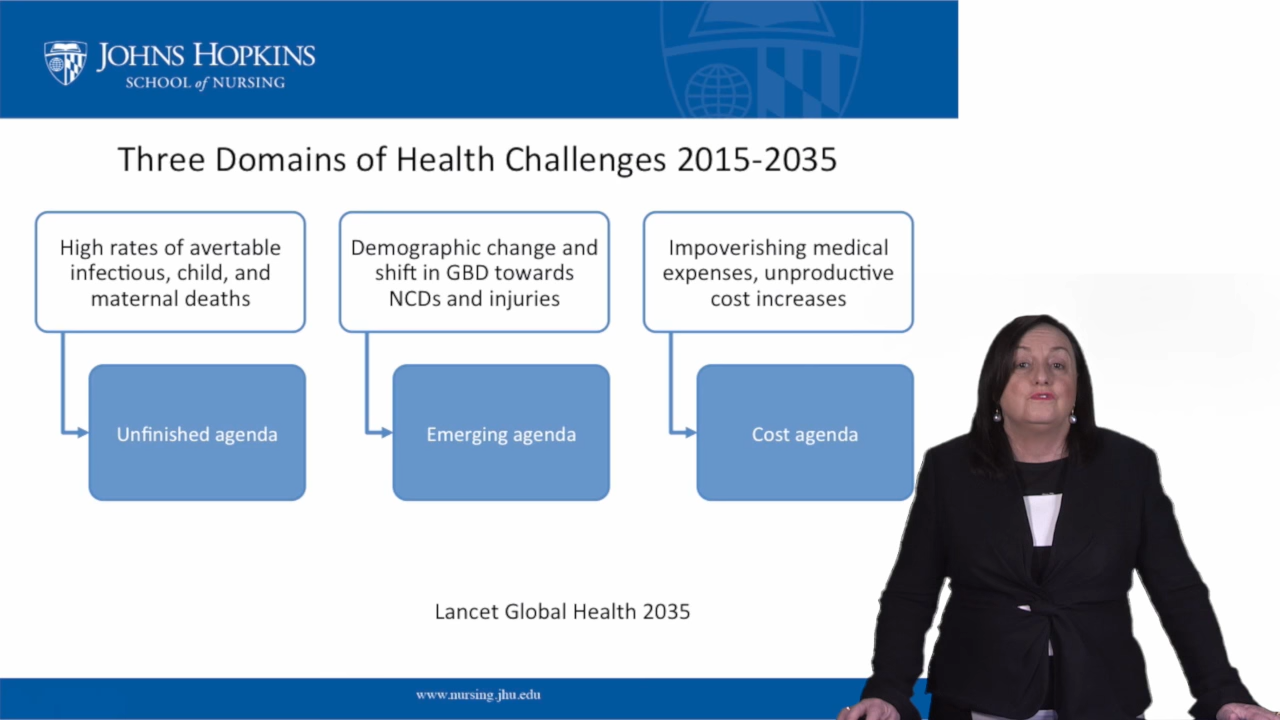 JOHNS HOPKINS
SCHOOL of NURSING
Three Domains of Health Challenges 2015-2035
High rates of avertable
infectious, child, and
maternal deaths
Unfinished agenda
Demographic change and
shift in GBD towards
NCDs and injuries
Emerging agenda
Impoverishing medical
expenses, unproductive
cost increases
Cost agenda
Lancet Global Health 2035
www.nursing.jhu.edu